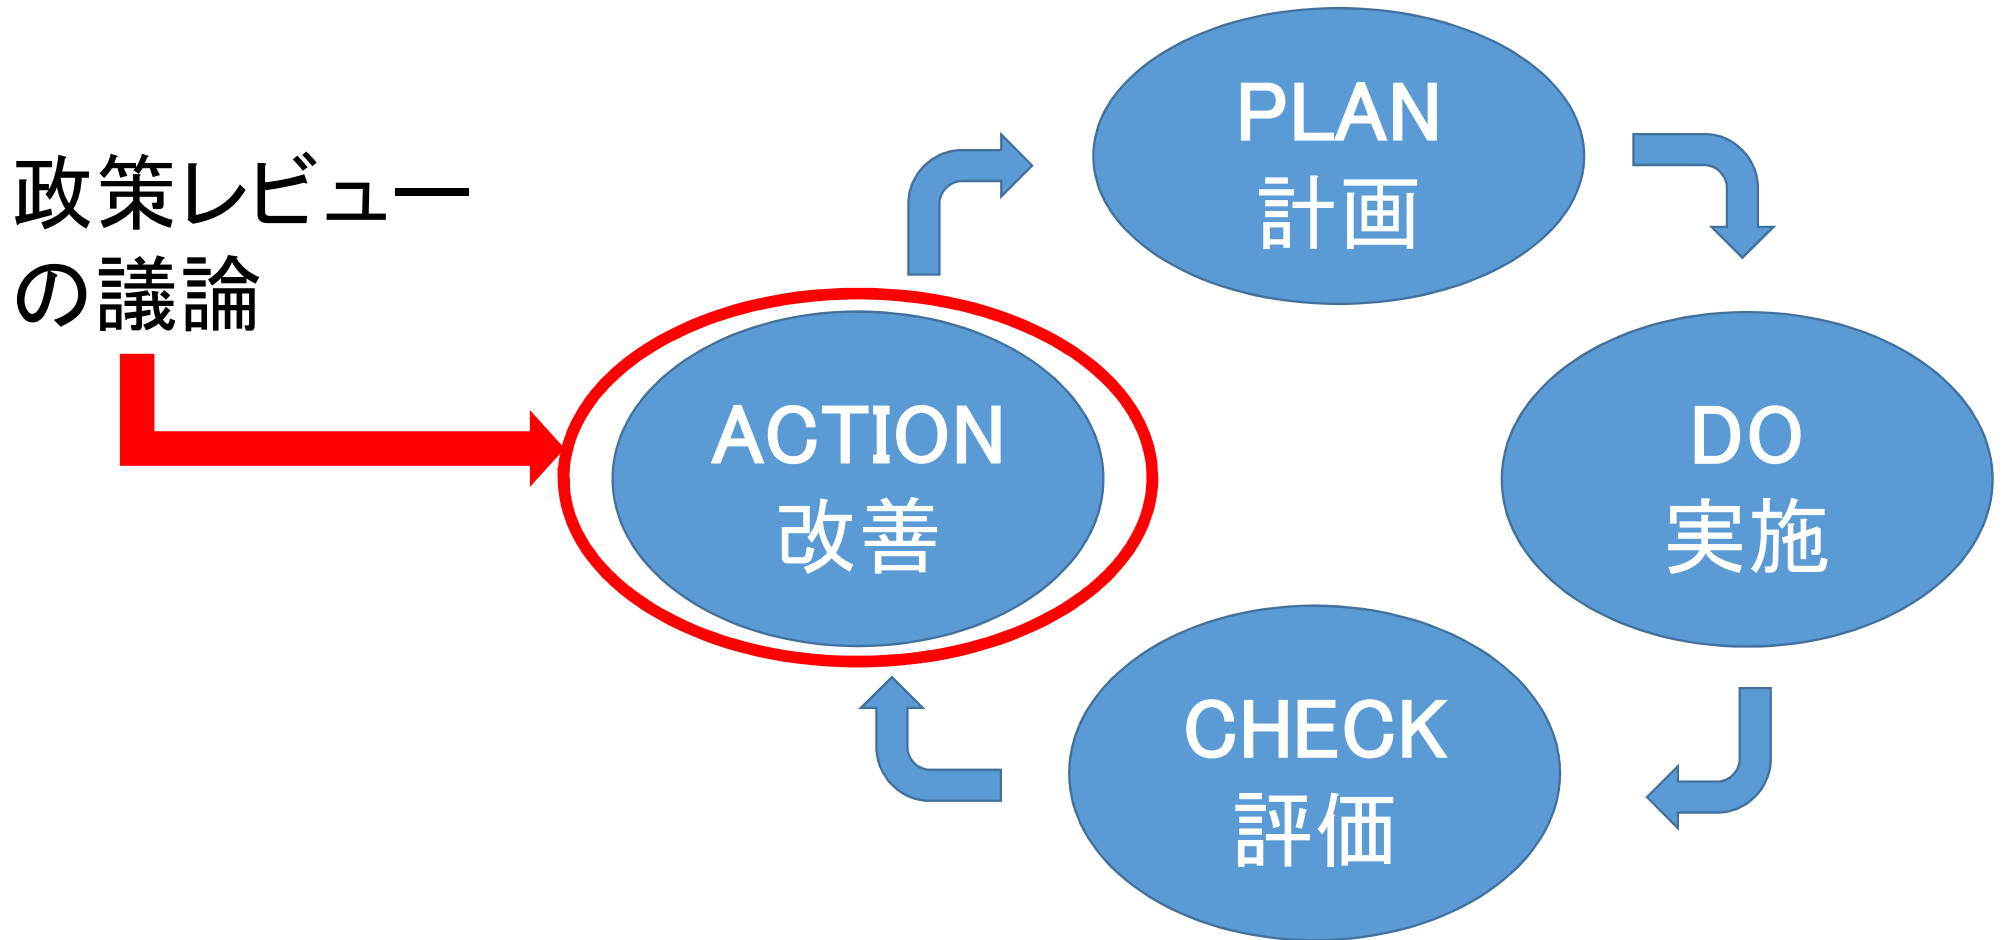 政策レビュー
の議論
PLAN
計画
DO
実施
CHECK
評価
ACTION
改善